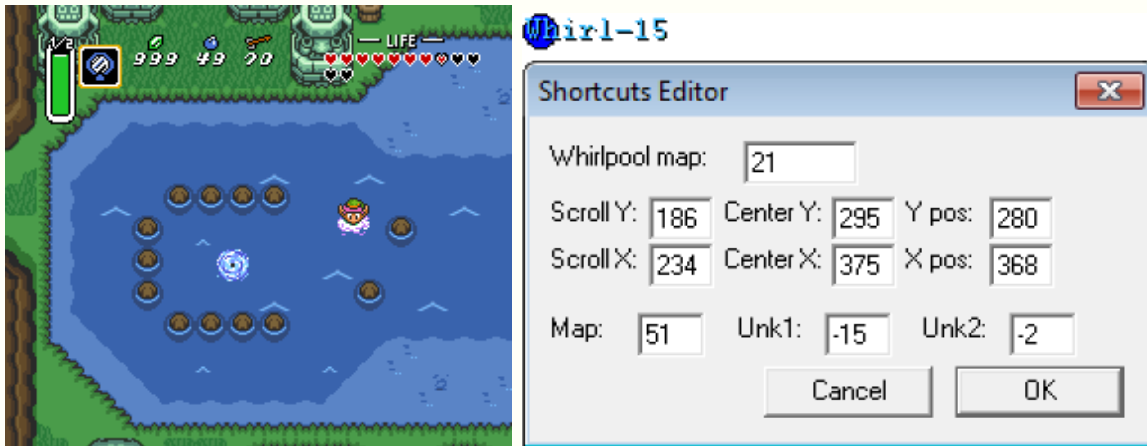 1/2
999 49 70
— LIFE —
Whirl-15
Shortcuts Editor
Whirlpool map: 21
Scroll Y: 186 Center Y: 295 Y pos: 280
Scroll X: 234 Center X: 375 X pos: 368
Map: 51 Unk1: -15 Unk2: -2
Cancel OK